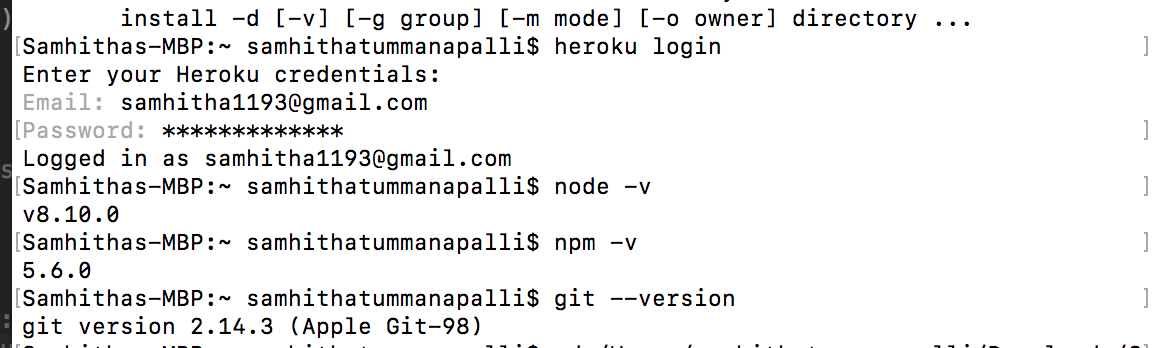 install -d [-v] [-g group] [-m mode] [-o owner] directory ...
[Samhithas-MBP:~ samhithatummanapalli$ heroku login ]
Enter your Heroku credentials:
Email: samhitha1193@gmail.com
[Password: ************* ]
Logged in as samhitha1193@gmail.com
[Samhithas-MBP:~ samhithatummanapalli$ node -v ]
v8.10.0
[Samhithas-MBP:~ samhithatummanapalli$ npm -v ]
5.6.0
[Samhithas-MBP:~ samhithatummanapalli$ git --version ]
git version 2.14.3 (Apple Git-98)